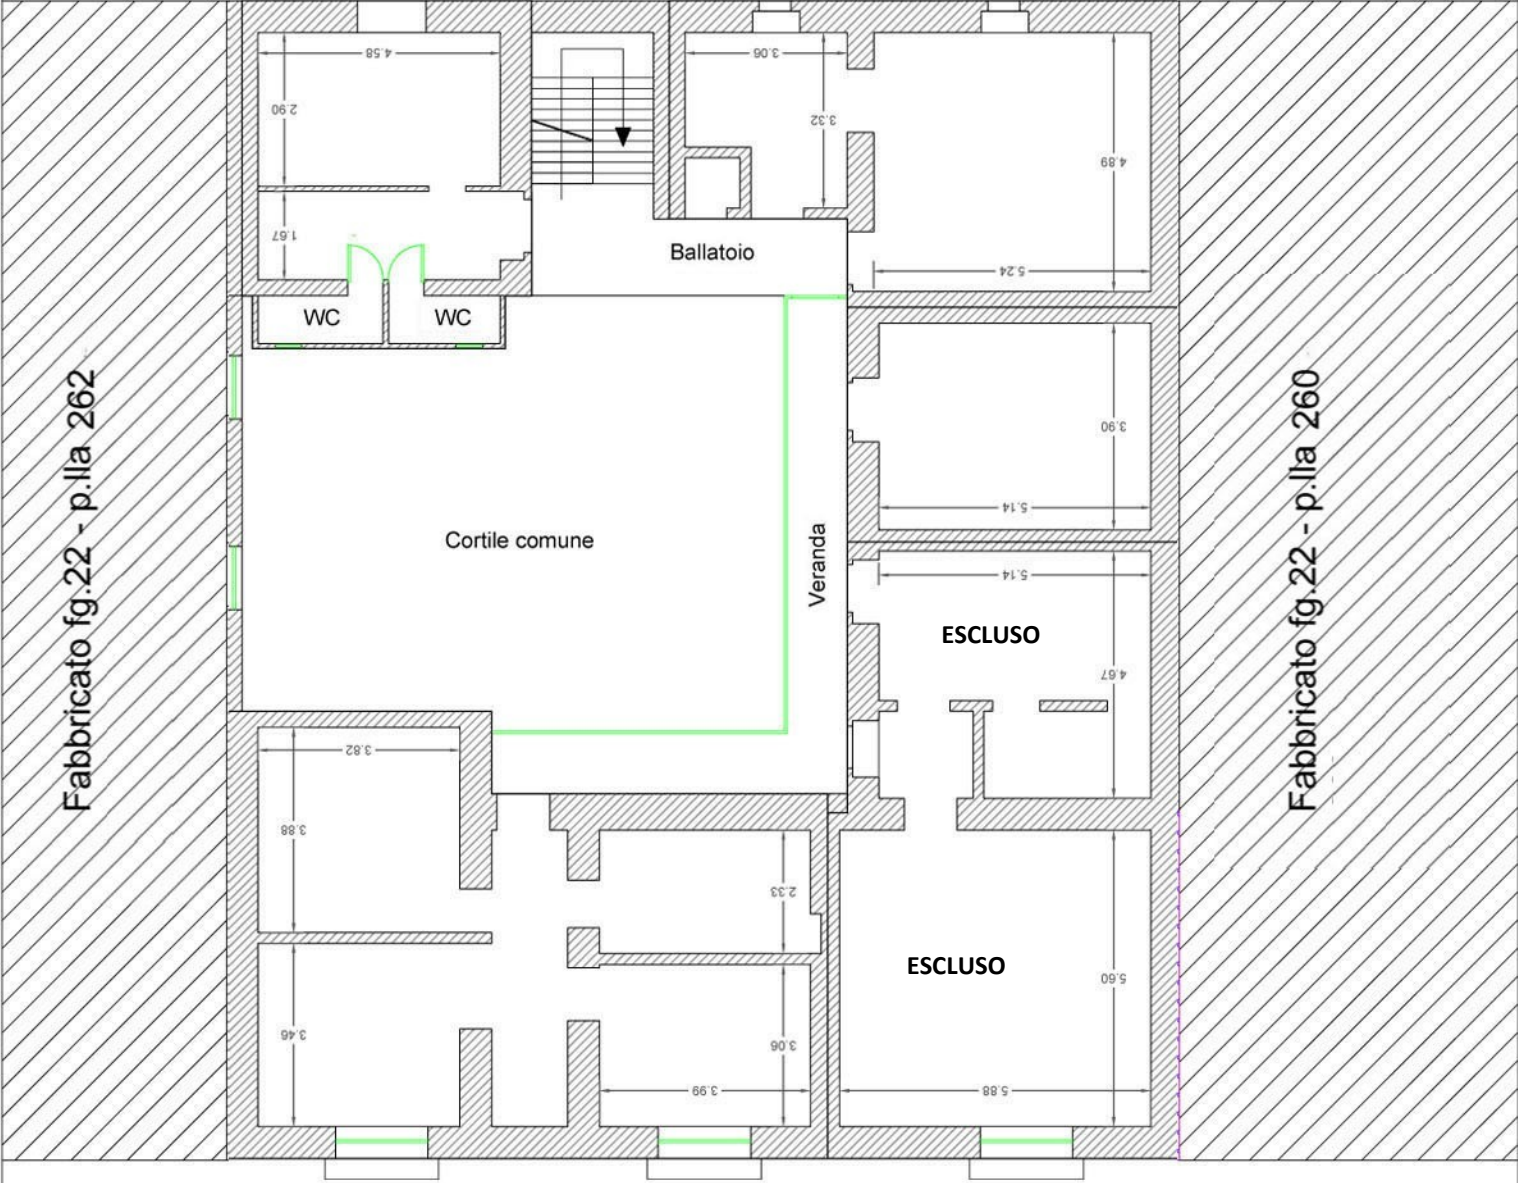 4.58
2.90
1.67
3.06
3.32
4.89
5.24
Ballatoio
WC
WC
Fabbricato fg.22 - p.lla 262
Fabbricato fg.22 - p.lla 260
3.90
5.14
Cortile comune
Veranda
5.14
ESCLUSO
4.67
3.82
3.88
2.33
ESCLUSO
5.60
3.46
3.06
3.99
5.88